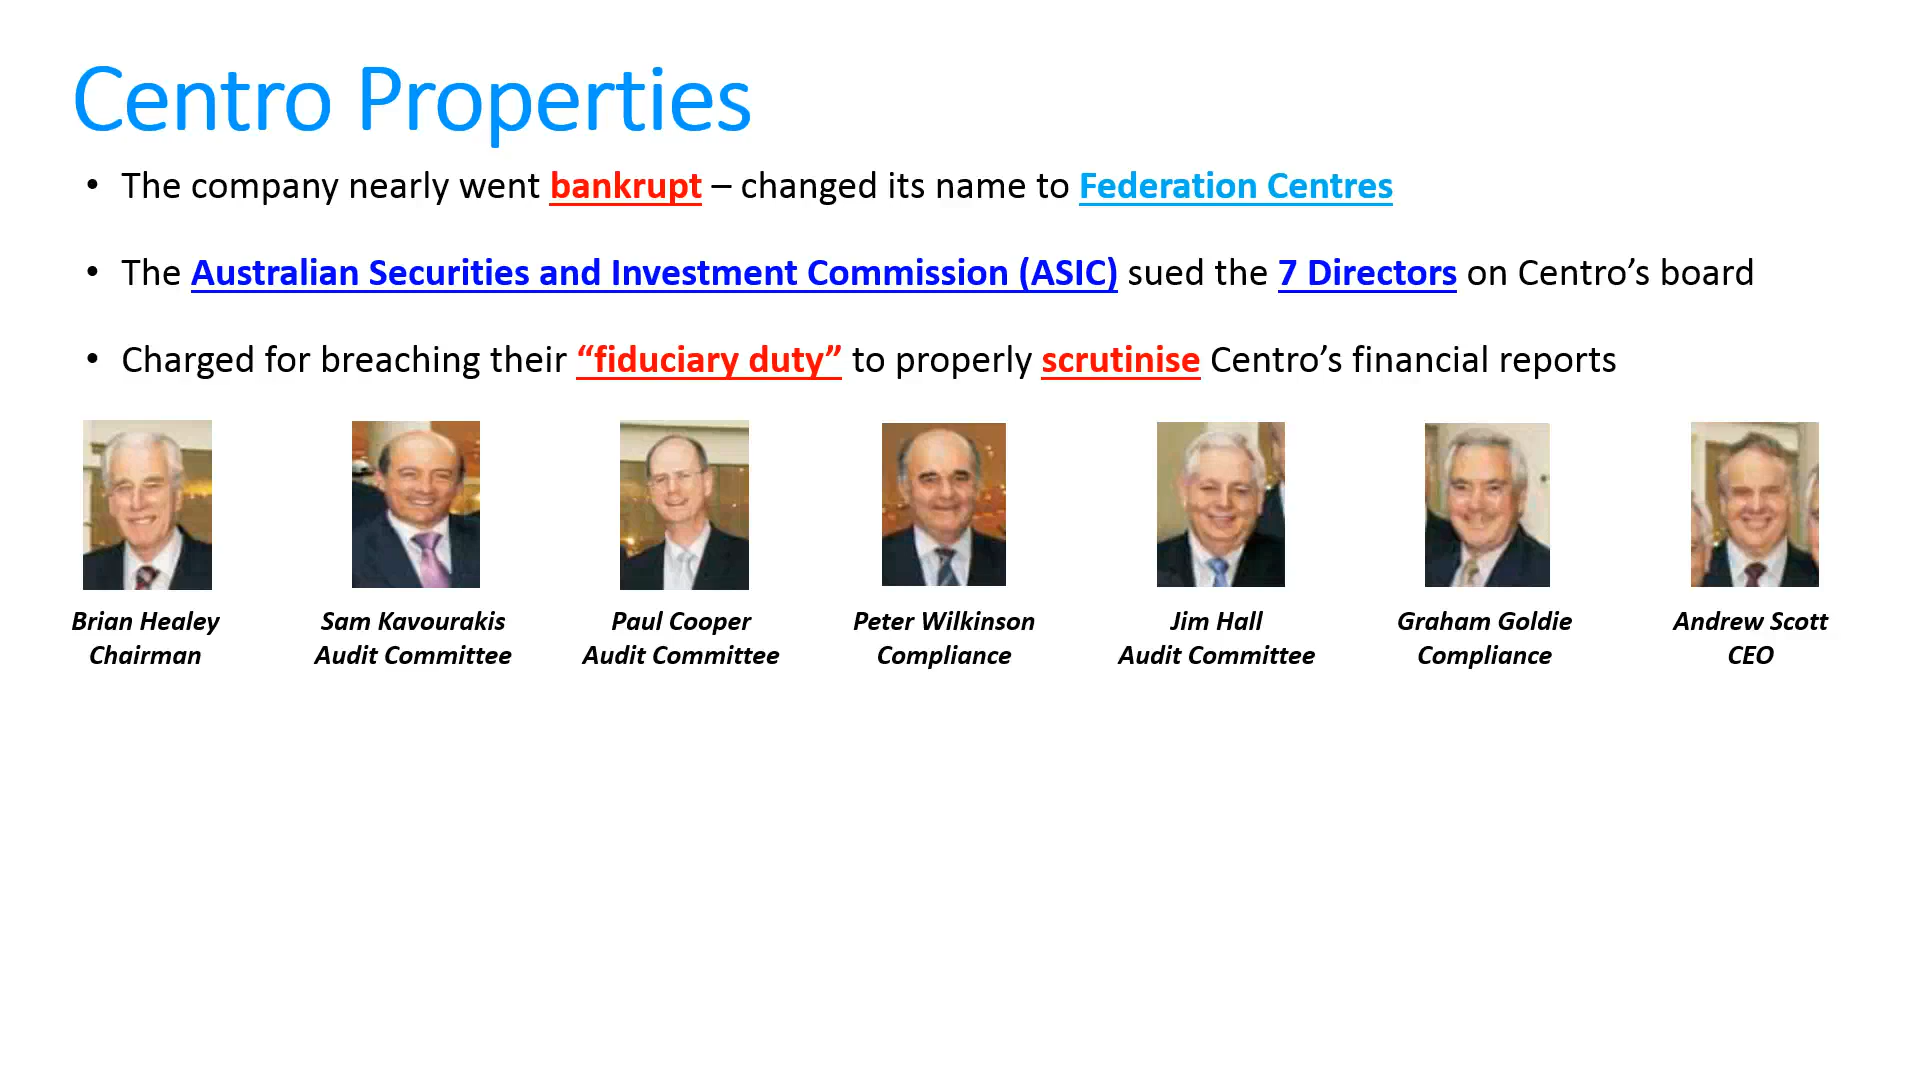 Centro Properties
• The company nearly went bankrupt – changed its name to Federation Centres
• The Australian Securities and Investment Commission (ASIC) sued the 7 Directors on Centro’s board
• Charged for breaching their “fiduciary duty” to properly scrutinise Centro’s financial reports
Brian Healey
Chairman
Sam Kavourakis
Audit Committee
Paul Cooper
Audit Committee
Peter Wilkinson
Compliance
Jim Hall
Audit Committee
Graham Goldie
Compliance
Andrew Scott
CEO